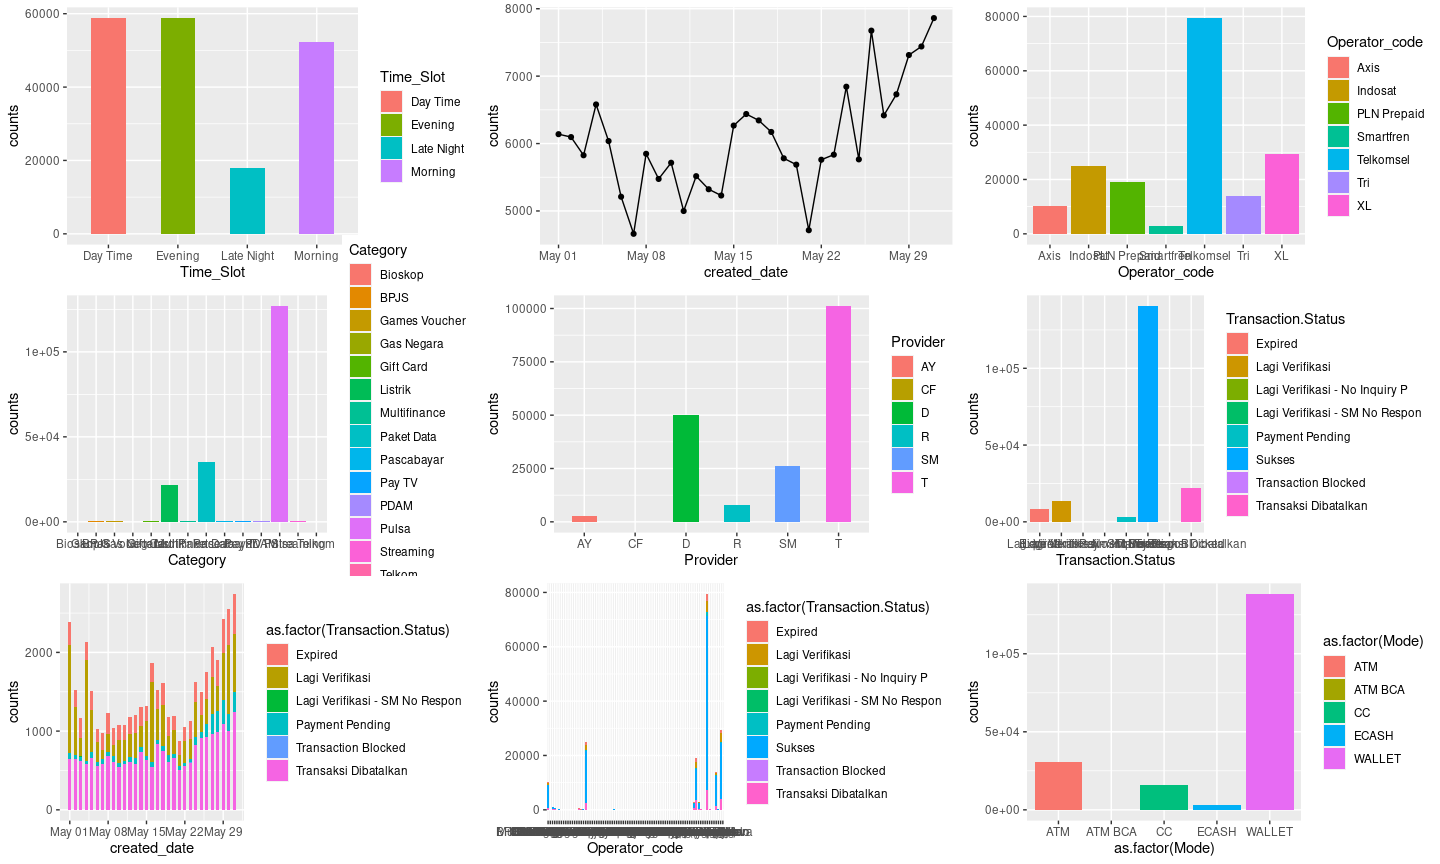 60000
40000
20000
0
counts
Day Time
Evening
Late Night
Morning
Time_Slot
Time_Slot
Day Time
Evening
Late Night
Morning
8000
7000
6000
5000
counts
May 01
May 08
May 15
May 22
May 29
created_date
80000
60000
40000
20000
0
counts
Axis
Indosat
PLN Prepaid
Smartfren
Telkomsel
Tri
XL
Operator_code
Operator_code
Axis
Indosat
PLN Prepaid
Smartfren
Telkomsel
Tri
XL
1e+05
5e+04
0e+00
counts
Category
Category
Bioskop
BPJS
Games Voucher
Gas Negara
Gift Card
Listrik
Multifinance
Paket Data
Pascabayar
Pay TV
PDAM
Pulsa
Streaming
Telkom
100000
75000
50000
25000
0
counts
AY
CF
D
R
SM
T
Provider
Provider
AY
CF
D
R
SM
T
1e+05
5e+04
0e+00
counts
Transaction.Status
Transaction.Status
Expired
Lagi Verifikasi
Lagi Verifikasi - No Inquiry P
Lagi Verifikasi - SM No Respon
Payment Pending
Sukses
Transaction Blocked
Transaksi Dibatalkan
2000
1000
0
counts
May 01
May 08
May 15
May 22
May 29
created_date
as.factor(Transaction.Status)
Expired
Lagi Verifikasi
Lagi Verifikasi - SM No Respon
Payment Pending
Transaction Blocked
Transaksi Dibatalkan
80000
60000
40000
20000
0
counts
Operator_code
as.factor(Transaction.Status)
Expired
Lagi Verifikasi
Lagi Verifikasi - No Inquiry P
Lagi Verifikasi - SM No Respon
Payment Pending
Sukses
Transaction Blocked
Transaksi Dibatalkan
1e+05
5e+04
0e+00
counts
ATM
ATM BCA
CC
ECASH
WALLET
as.factor(Mode)
as.factor(Mode)
ATM
ATM BCA
CC
ECASH
WALLET